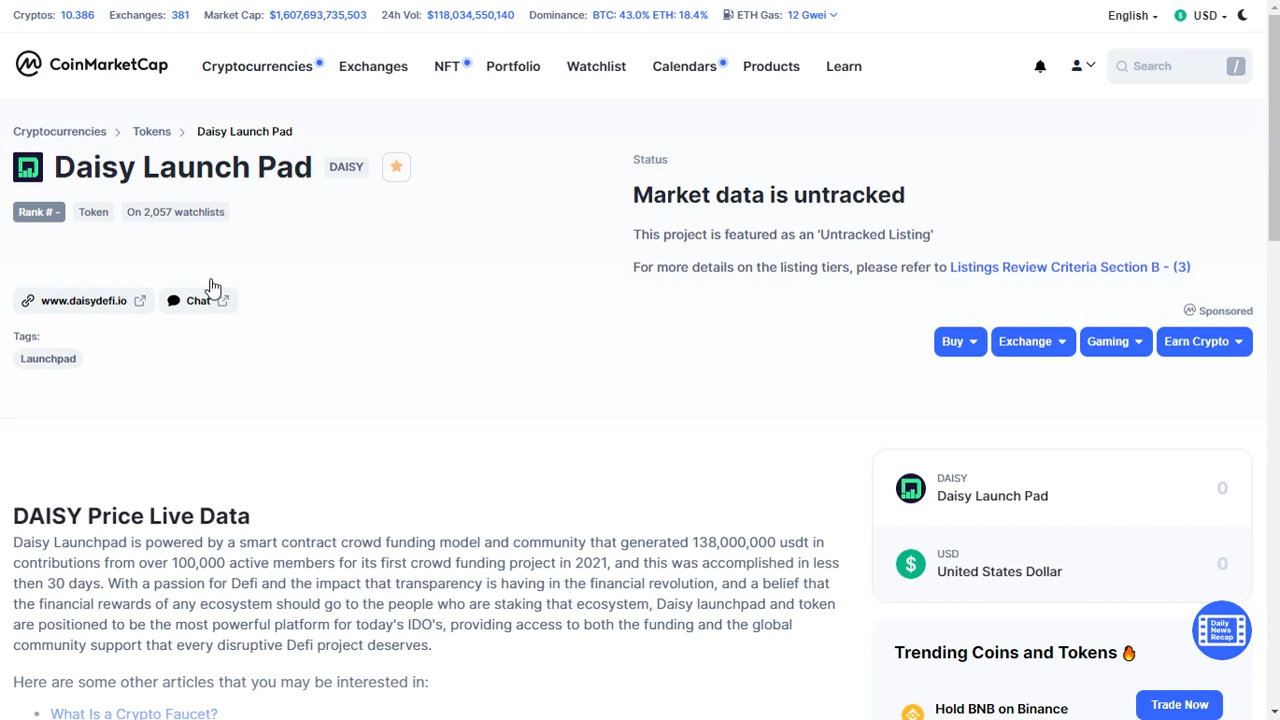 Cryptos: 10.386 Exchanges: 381 Market Cap: $1,607,693,735,503 24h Vol: $118,034,550,140 Dominance: BTC: 43.0% ETH: 18.4% ETH Gas: 12 Gwei English USD
CoinMarketCap Cryptocurrencies Exchanges NFT Portfolio Watchlist Calendars Products Learn Search /
Cryptocurrencies > Tokens > Daisy Launch Pad
Daisy Launch Pad DAISY
Rank # - Token On 2,057 watchlists
www.daisydefi.io Chat
Tags:
Launchpad
Status
Market data is untracked
This project is featured as an 'Untracked Listing'
For more details on the listing tiers, please refer to Listings Review Criteria Section B - (3)
Sponsored
Buy Exchange Gaming Earn Crypto
DAISY Price Live Data
Daisy Launchpad is powered by a smart contract crowd funding model and community that generated 138,000,000 usdt in
contributions from over 100,000 active members for its first crowd funding project in 2021, and this was accomplished in less
then 30 days. With a passion for Defi and the impact that transparency is having in the financial revolution, and a belief that
the financial rewards of any ecosystem should go to the people who are staking that ecosystem, Daisy launchpad and token
are positioned to be the most powerful platform for today's IDO's, providing access to both the funding and the global
community support that every disruptive Defi project deserves.
Here are some other articles that you may be interested in:
• What Is a Crypto Faucet?
DAISY
Daisy Launch Pad 0
USD
United States Dollar 0
$
Daily
News
Recap
Trending Coins and Tokens 🔥
Hold BNB on Binance Trade Now